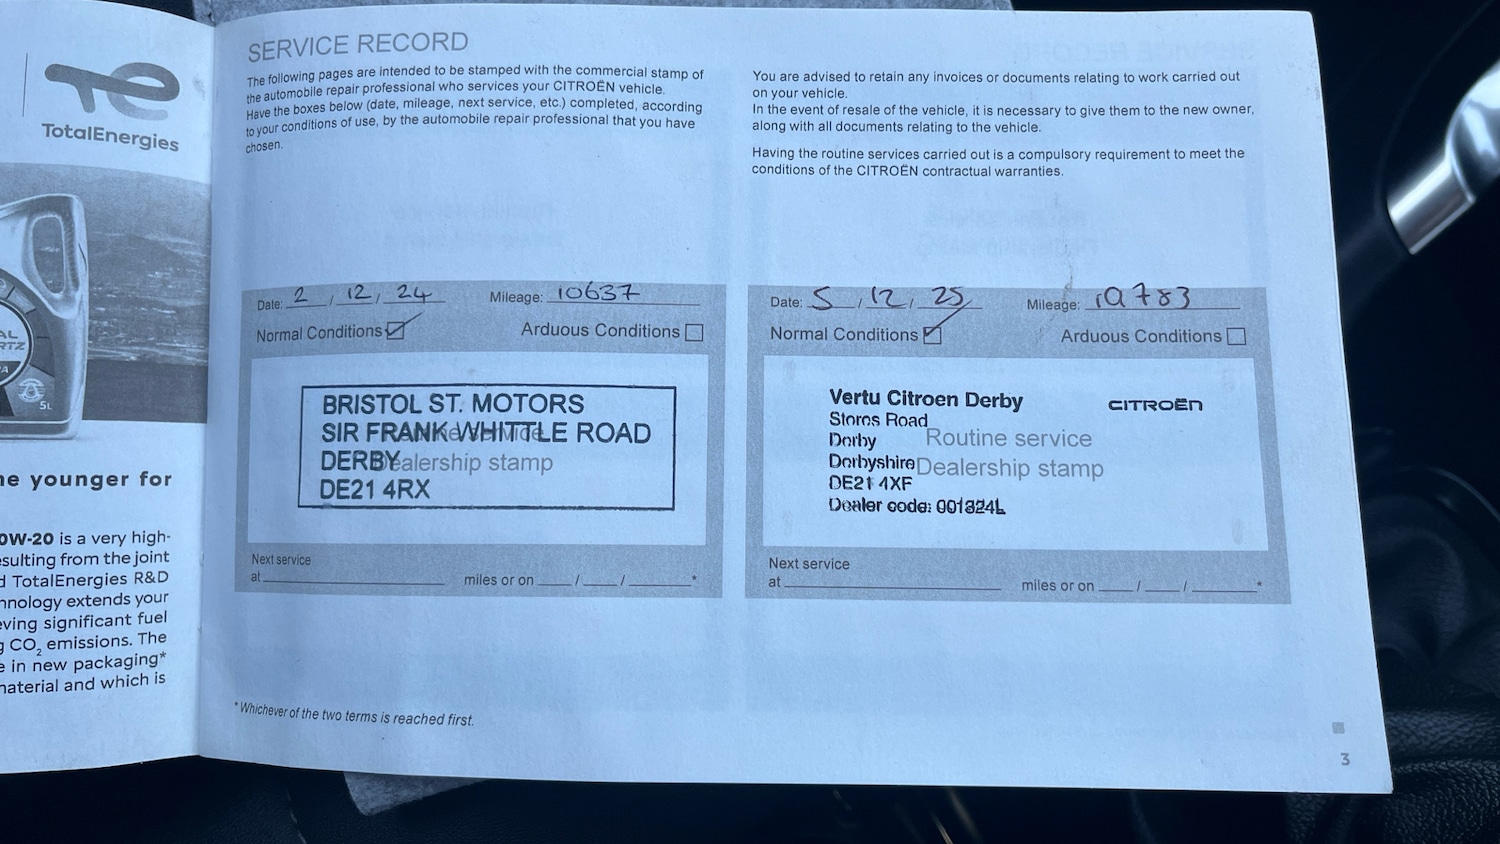 TotalEnergies
5L
e younger for
0W-20 is a very high-
esulting from the joint
d TotalEnergies R&D
hnology extends your
eving significant fuel
g CO2 emissions. The
e in new packaging*
material and which is
SERVICE RECORD
The following pages are intended to be stamped with the commercial stamp of
the automobile repair professional who services your CITROËN vehicle.
Have the boxes below (date, mileage, next service, etc.) completed, according
to your conditions of use, by the automobile repair professional that you have
chosen.
Date: 2 / 12 / 24 Mileage: 10637
Normal Conditions Arduous Conditions
BRISTOL ST. MOTORS
SIR FRANK WHITTLE ROAD
DERBY
DE21 4RX
Routine service
Dealership stamp
Next service
at miles or on / / *
* Whichever of the two terms is reached first.
You are advised to retain any invoices or documents relating to work carried out
on your vehicle.
In the event of resale of the vehicle, it is necessary to give them to the new owner,
along with all documents relating to the vehicle.
Having the routine services carried out is a compulsory requirement to meet the
conditions of the CITROËN contractual warranties.
Date: 5 / 12 / 25 Mileage: 19783
Normal Conditions Arduous Conditions
Vertu Citroen Derby CITROËN
Stores Road
Derby
Derbyshire
DE21 4XF
Dealer code: 001324L
Routine service
Dealership stamp
Next service
at miles or on / / *
3